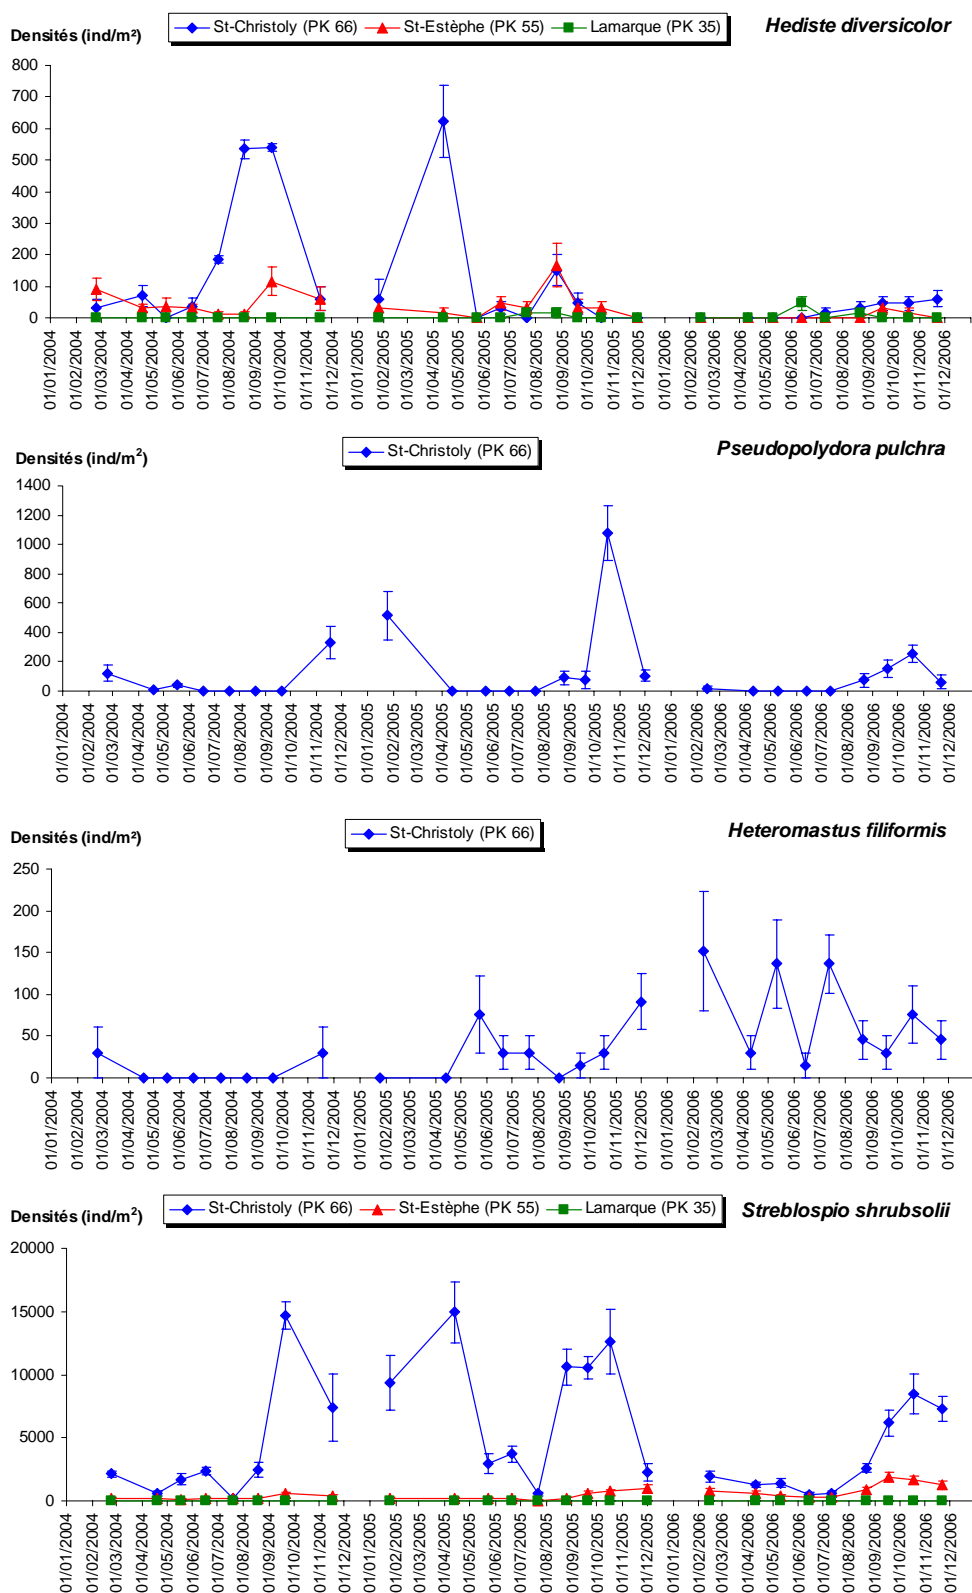 Densités (ind/m²)
St-Christoly (PK 66) St-Estèphe (PK 55) Lamarque (PK 35)
Hediste diversicolor
800
700
600
500
400
300
200
100
0
01/01/2004 01/02/2004 01/03/2004 01/04/2004 01/05/2004 01/06/2004 01/07/2004 01/08/2004 01/09/2004 01/10/2004 01/11/2004 01/12/2004 01/01/2005 01/02/2005 01/03/2005 01/04/2005 01/05/2005 01/06/2005 01/07/2005 01/08/2005 01/09/2005 01/10/2005 01/11/2005 01/12/2005 01/01/2006 01/02/2006 01/03/2006 01/04/2006 01/05/2006 01/06/2006 01/07/2006 01/08/2006 01/09/2006 01/10/2006 01/11/2006 01/12/2006
Densités (ind/m²)
St-Christoly (PK 66)
Pseudopolydora pulchra
1400
1200
1000
800
600
400
200
0
01/01/2004 01/02/2004 01/03/2004 01/04/2004 01/05/2004 01/06/2004 01/07/2004 01/08/2004 01/09/2004 01/10/2004 01/11/2004 01/12/2004 01/01/2005 01/02/2005 01/03/2005 01/04/2005 01/05/2005 01/06/2005 01/07/2005 01/08/2005 01/09/2005 01/10/2005 01/11/2005 01/12/2005 01/01/2006 01/02/2006 01/03/2006 01/04/2006 01/05/2006 01/06/2006 01/07/2006 01/08/2006 01/09/2006 01/10/2006 01/11/2006 01/12/2006
Densités (ind/m²)
St-Christoly (PK 66)
Heteromastus filiformis
250
200
150
100
50
0
01/01/2004 01/02/2004 01/03/2004 01/04/2004 01/05/2004 01/06/2004 01/07/2004 01/08/2004 01/09/2004 01/10/2004 01/11/2004 01/12/2004 01/01/2005 01/02/2005 01/03/2005 01/04/2005 01/05/2005 01/06/2005 01/07/2005 01/08/2005 01/09/2005 01/10/2005 01/11/2005 01/12/2005 01/01/2006 01/02/2006 01/03/2006 01/04/2006 01/05/2006 01/06/2006 01/07/2006 01/08/2006 01/09/2006 01/10/2006 01/11/2006 01/12/2006
Densités (ind/m²)
St-Christoly (PK 66) St-Estèphe (PK 55) Lamarque (PK 35)
Streblospio shrubsolii
20000
15000
10000
5000
0
01/01/2004 01/02/2004 01/03/2004 01/04/2004 01/05/2004 01/06/2004 01/07/2004 01/08/2004 01/09/2004 01/10/2004 01/11/2004 01/12/2004 01/01/2005 01/02/2005 01/03/2005 01/04/2005 01/05/2005 01/06/2005 01/07/2005 01/08/2005 01/09/2005 01/10/2005 01/11/2005 01/12/2005 01/01/2006 01/02/2006 01/03/2006 01/04/2006 01/05/2006 01/06/2006 01/07/2006 01/08/2006 01/09/2006 01/10/2006 01/11/2006 01/12/2006